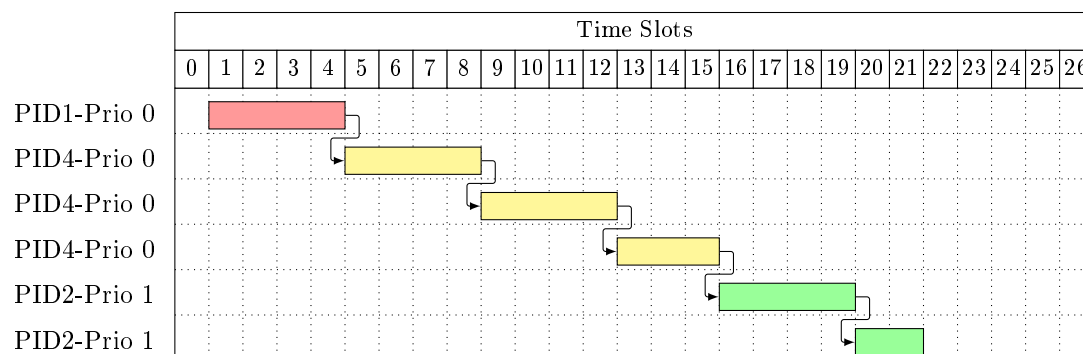 Time Slots
0 1 2 3 4 5 6 7 8 9 10 11 12 13 14 15 16 17 18 19 20 21 22 23 24 25 26
PID1-Prio 0
PID4-Prio 0
PID4-Prio 0
PID4-Prio 0
PID2-Prio 1
PID2-Prio 1